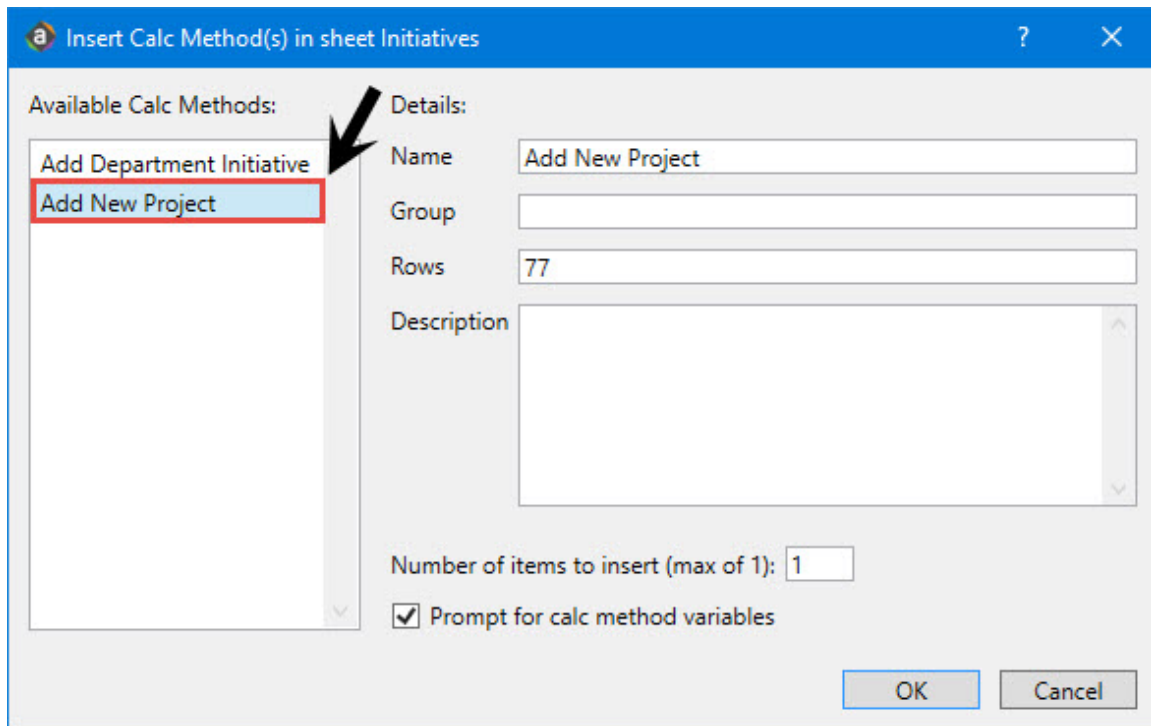 Insert Calc Method(s) in sheet Initiatives
Available Calc Methods:
Add Department Initiative
Add New Project
Details:
Name Add New Project
Group
Rows 77
Description
Number of items to insert (max of 1): 1
Prompt for calc method variables
OK Cancel